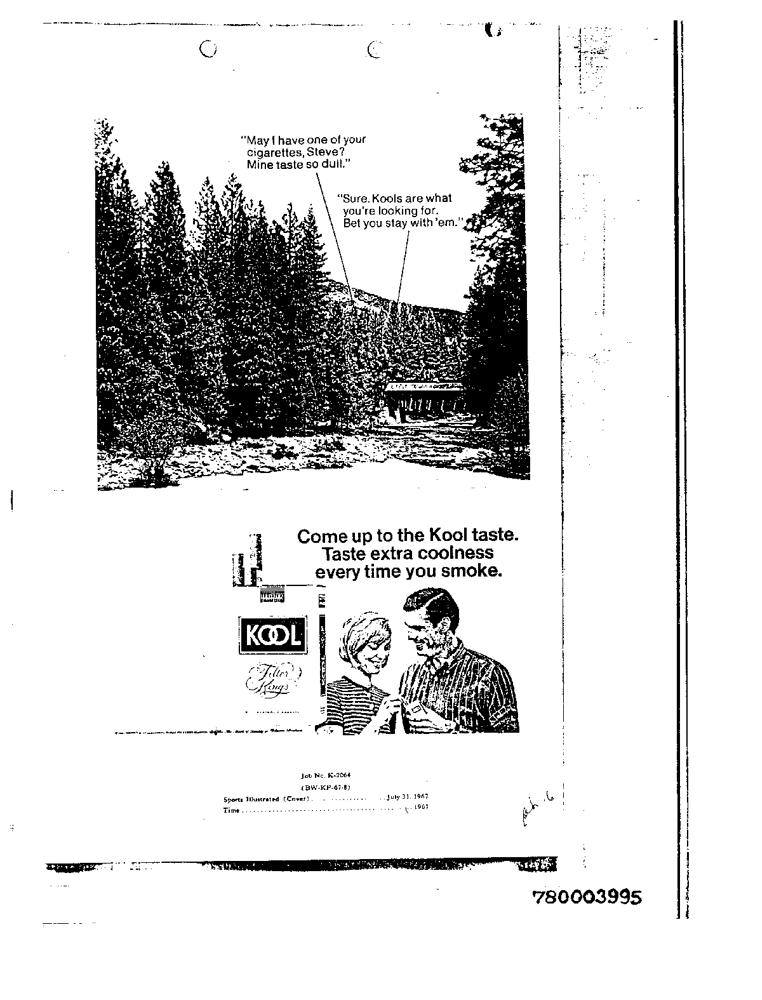 "May I have one of your
cigarettes, Steve?
Mine taste so dull."
"Sure. Kools are what
you're looking for.
Bet you stay with 'em."
Come up to the Kool taste.
Taste extra coolness
every time you smoke.
KOOL
Filter
Kings
Job No. K-2064
(BW-KP-67-8)
Sports Illustrated (Cover) . . . . . . . . . . . . . July 31, 1967
Time . . . . . . . . . . . . . . . . . . . . . . . . . . . . . . . 1967
780003995